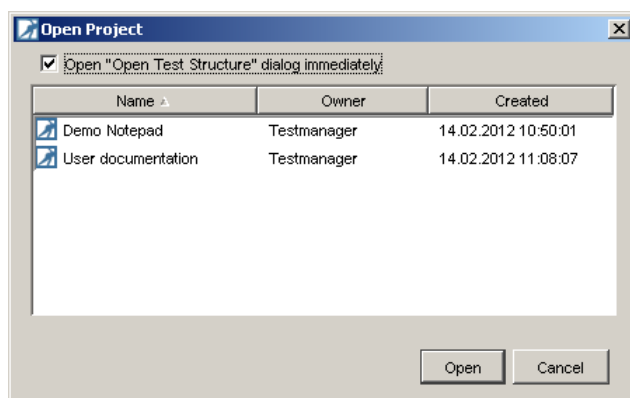 Open Project
Open "Open Test Structure" dialog immediately
Name Owner Created
Demo Notepad Testmanager 14.02.2012 10:50:01
User documentation Testmanager 14.02.2012 11:08:07
Open Cancel